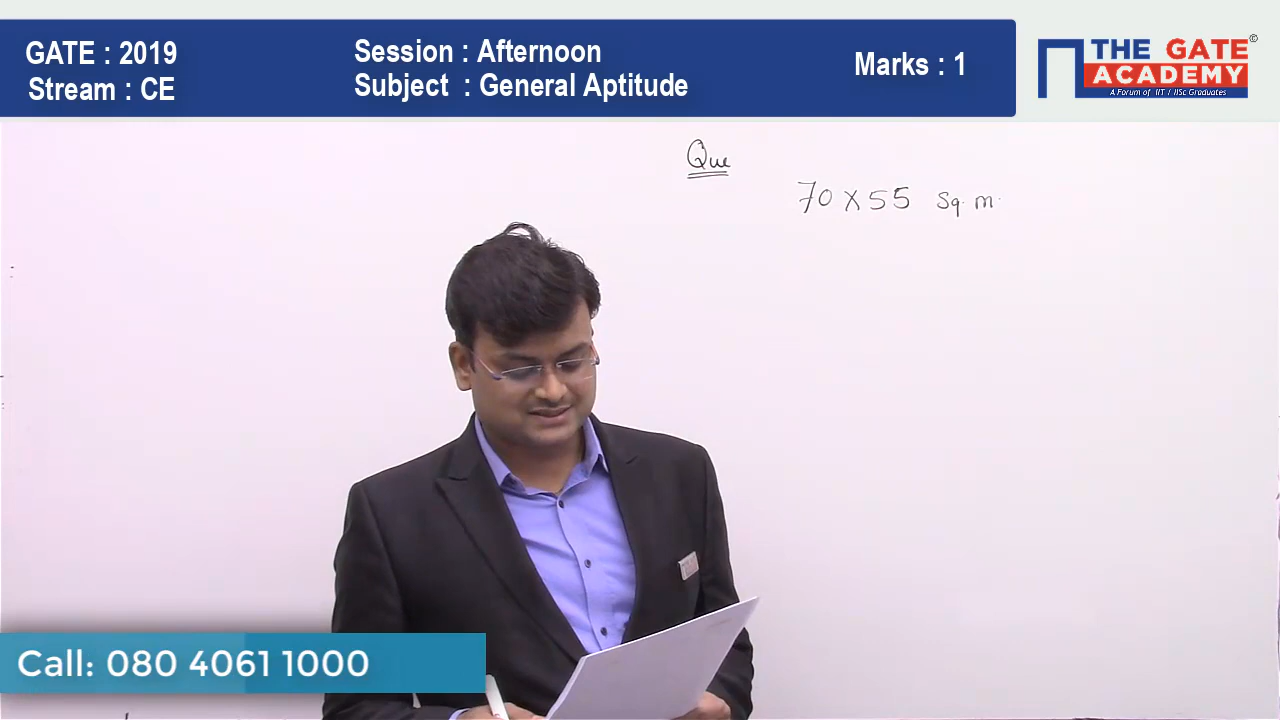 GATE : 2019
Stream : CE
Session : Afternoon
Subject : General Aptitude
Marks : 1
THE GATE
ACADEMY
©
A Forum of IIT / IISc Graduates
Que
70 X 55 Sq. m.
Call: 080 4061 1000